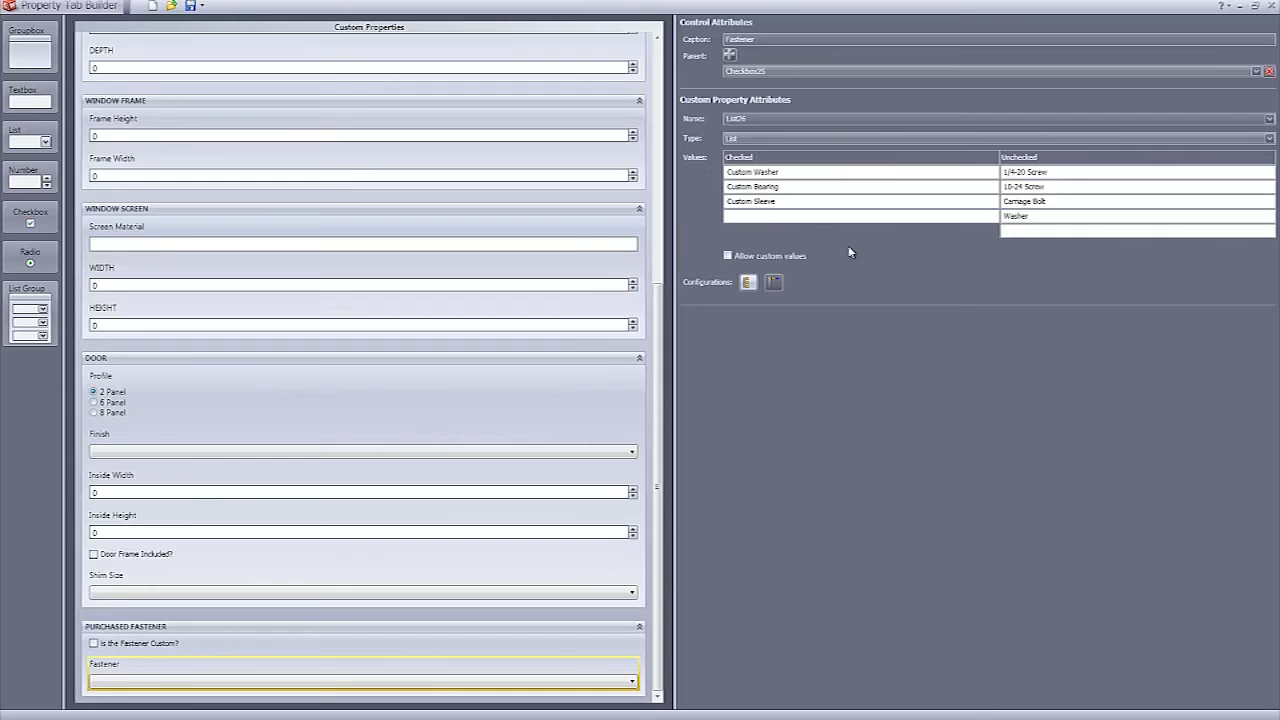 Property Tab Builder
Groupbox
Textbox
List
Number
Checkbox
Radio
List Group
Custom Properties
DEPTH
0
WINDOW FRAME
Frame Height
0
Frame Width
0
WINDOW SCREEN
Screen Material
WIDTH
0
HEIGHT
0
DOOR
Profile
2 Panel
6 Panel
8 Panel
Finish
Inside Width
0
Inside Height
0
Door Frame Included?
Shim Size
PURCHASED FASTENER
Is the Fastener Custom?
Fastener
Control Attributes
Caption: Fastener
Parent:
Checkbox25
Custom Property Attributes
Name: List26
Type: List
Values: Checked Unchecked
Custom Washer 1/4-20 Screw
Custom Bearing 10-24 Screw
Custom Sleeve Carriage Bolt
Washer
Allow custom values
Configurations: